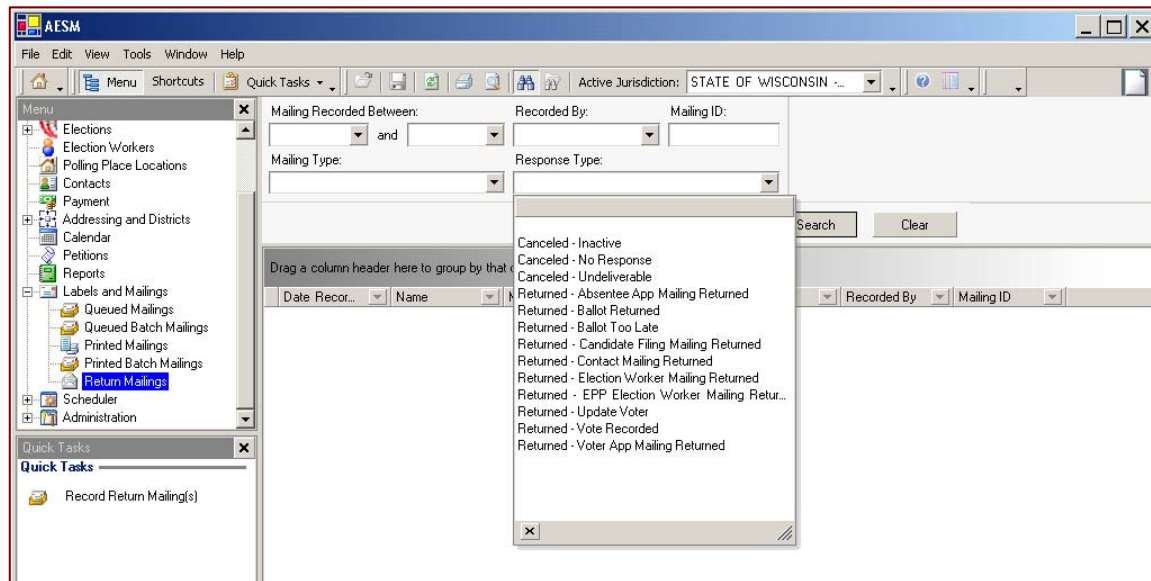 AESM
File Edit View Tools Window Help
Menu Shortcuts Quick Tasks Active Jurisdiction: STATE OF WISCONSIN -...
Menu
Elections
Election Workers
Polling Place Locations
Contacts
Payment
Addressing and Districts
Calendar
Petitions
Reports
Labels and Mailings
Queued Mailings
Queued Batch Mailings
Printed Mailings
Printed Batch Mailings
Return Mailings
Scheduler
Administration
Quick Tasks
Quick Tasks
Record Return Mailing(s)
Mailing Recorded Between: Recorded By: Mailing ID:
and
Mailing Type: Response Type:
Search Clear
Canceled - Inactive
Canceled - No Response
Canceled - Undeliverable
Returned - Absentee App Mailing Returned
Returned - Ballot Returned
Returned - Ballot Too Late
Returned - Candidate Filing Mailing Returned
Returned - Contact Mailing Returned
Returned - Election Worker Mailing Returned
Returned - EPP Election Worker Mailing Retur...
Returned - Update Voter
Returned - Vote Recorded
Returned - Voter App Mailing Returned
Drag a column header here to group by that
Date Recor... Name Recorded By Mailing ID